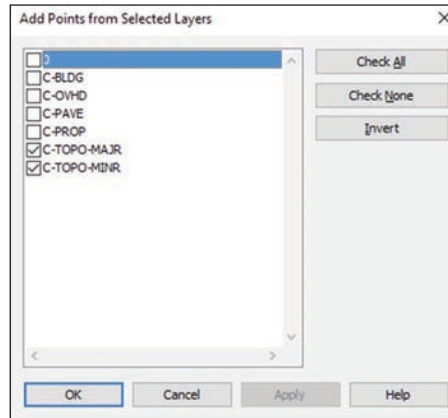 Add Points from Selected Layers
C-BLDG
C-OVHD
C-PAVE
C-PROP
C-TOPO-MAJR
C-TOPO-MINR
Check All
Check None
Invert
OK
Cancel
Apply
Help